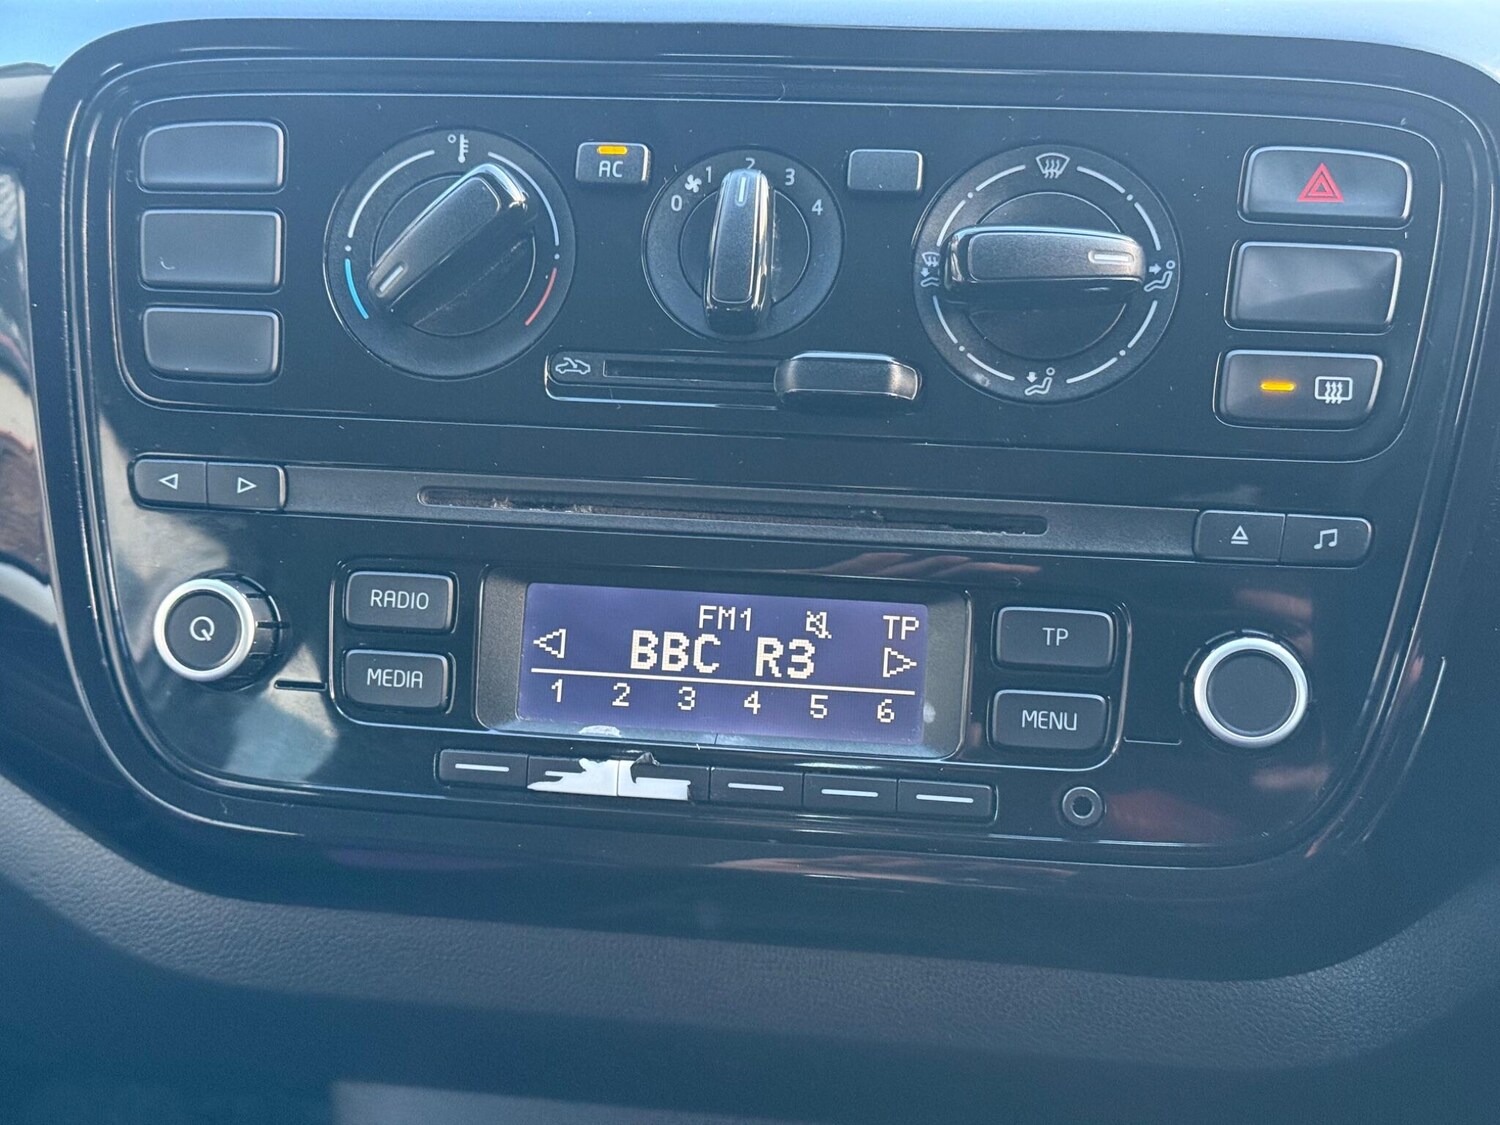 AC
0 1 2 3 4
RADIO
MEDIA
FM1 TP
BBC R3
1 2 3 4 5 6
TP
MENU